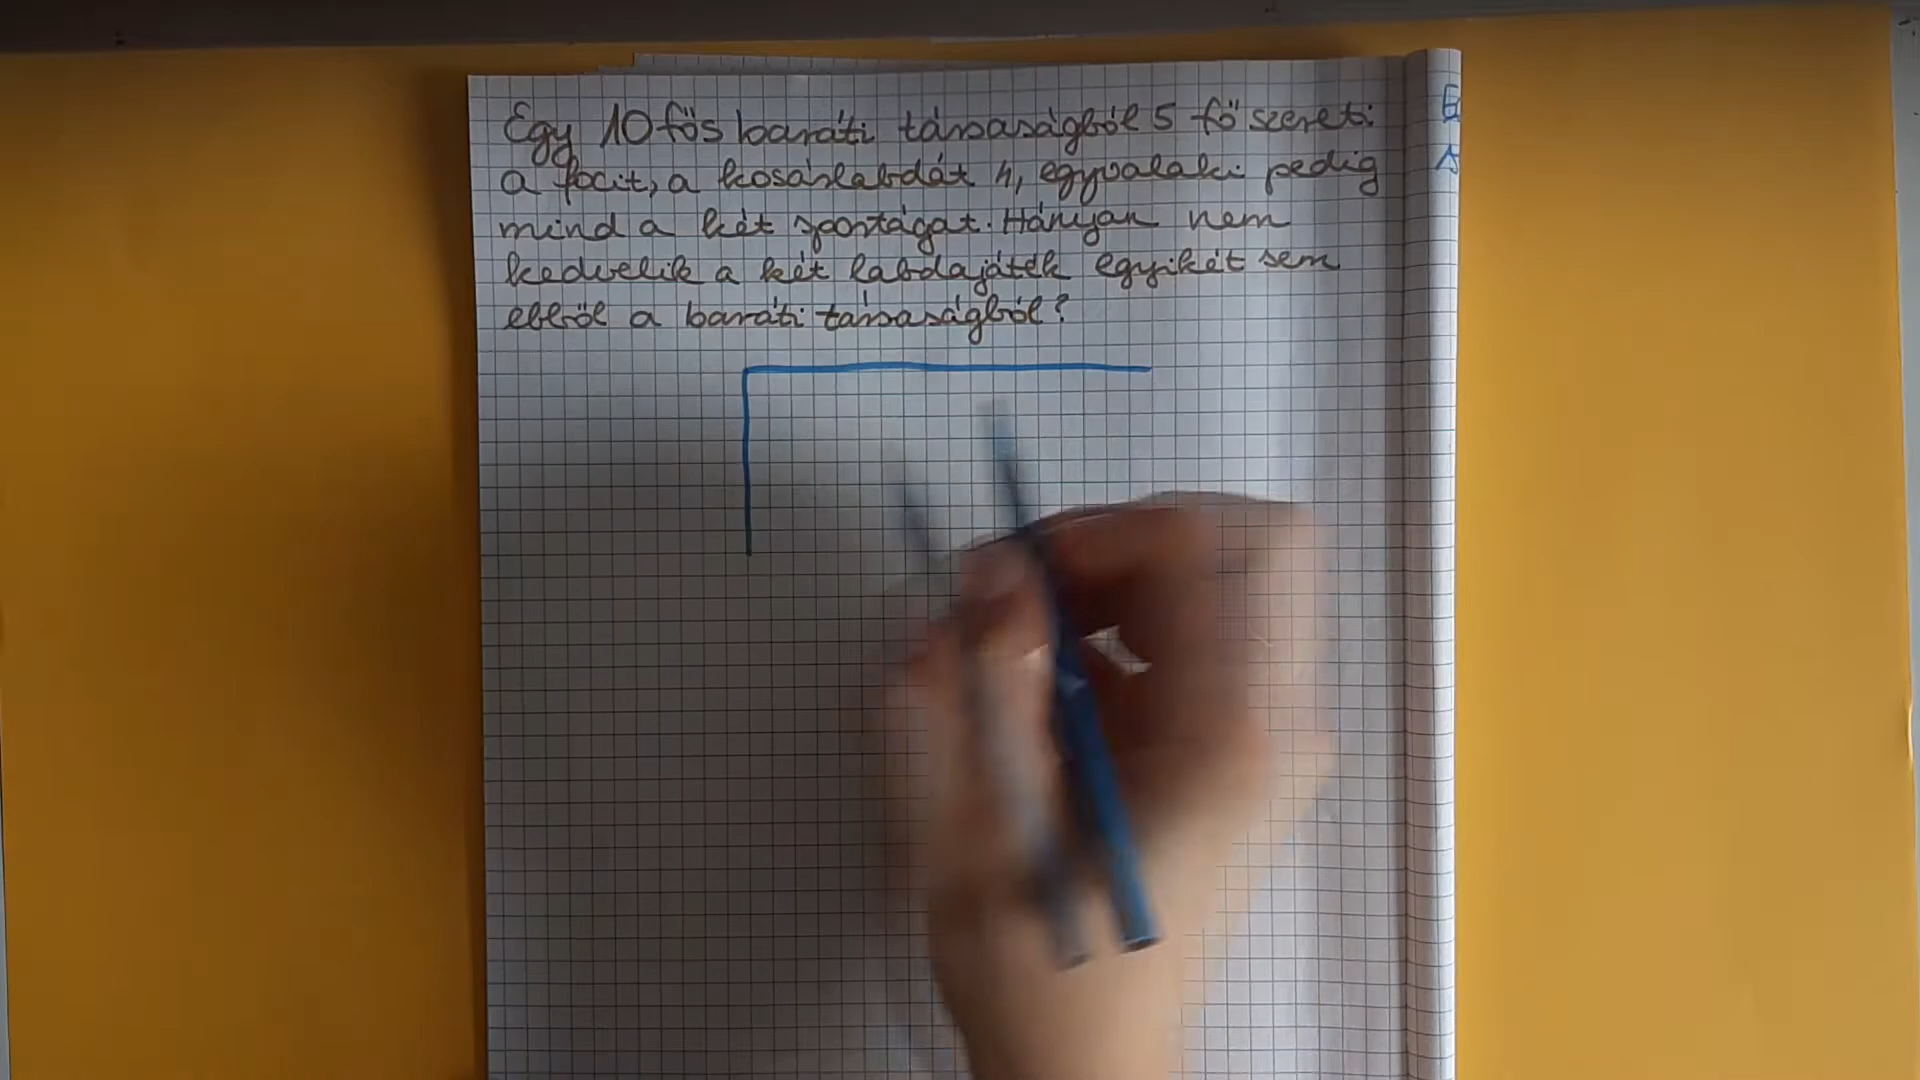 Egy 10 fős baráti társaságból 5 fő szereti
a focit, a kosárlabdát 4, egyvalaki pedig
mind a két sportágat. Hányan nem
kedvelik a két labdajáték egyikét sem
ebből a baráti társaságból?